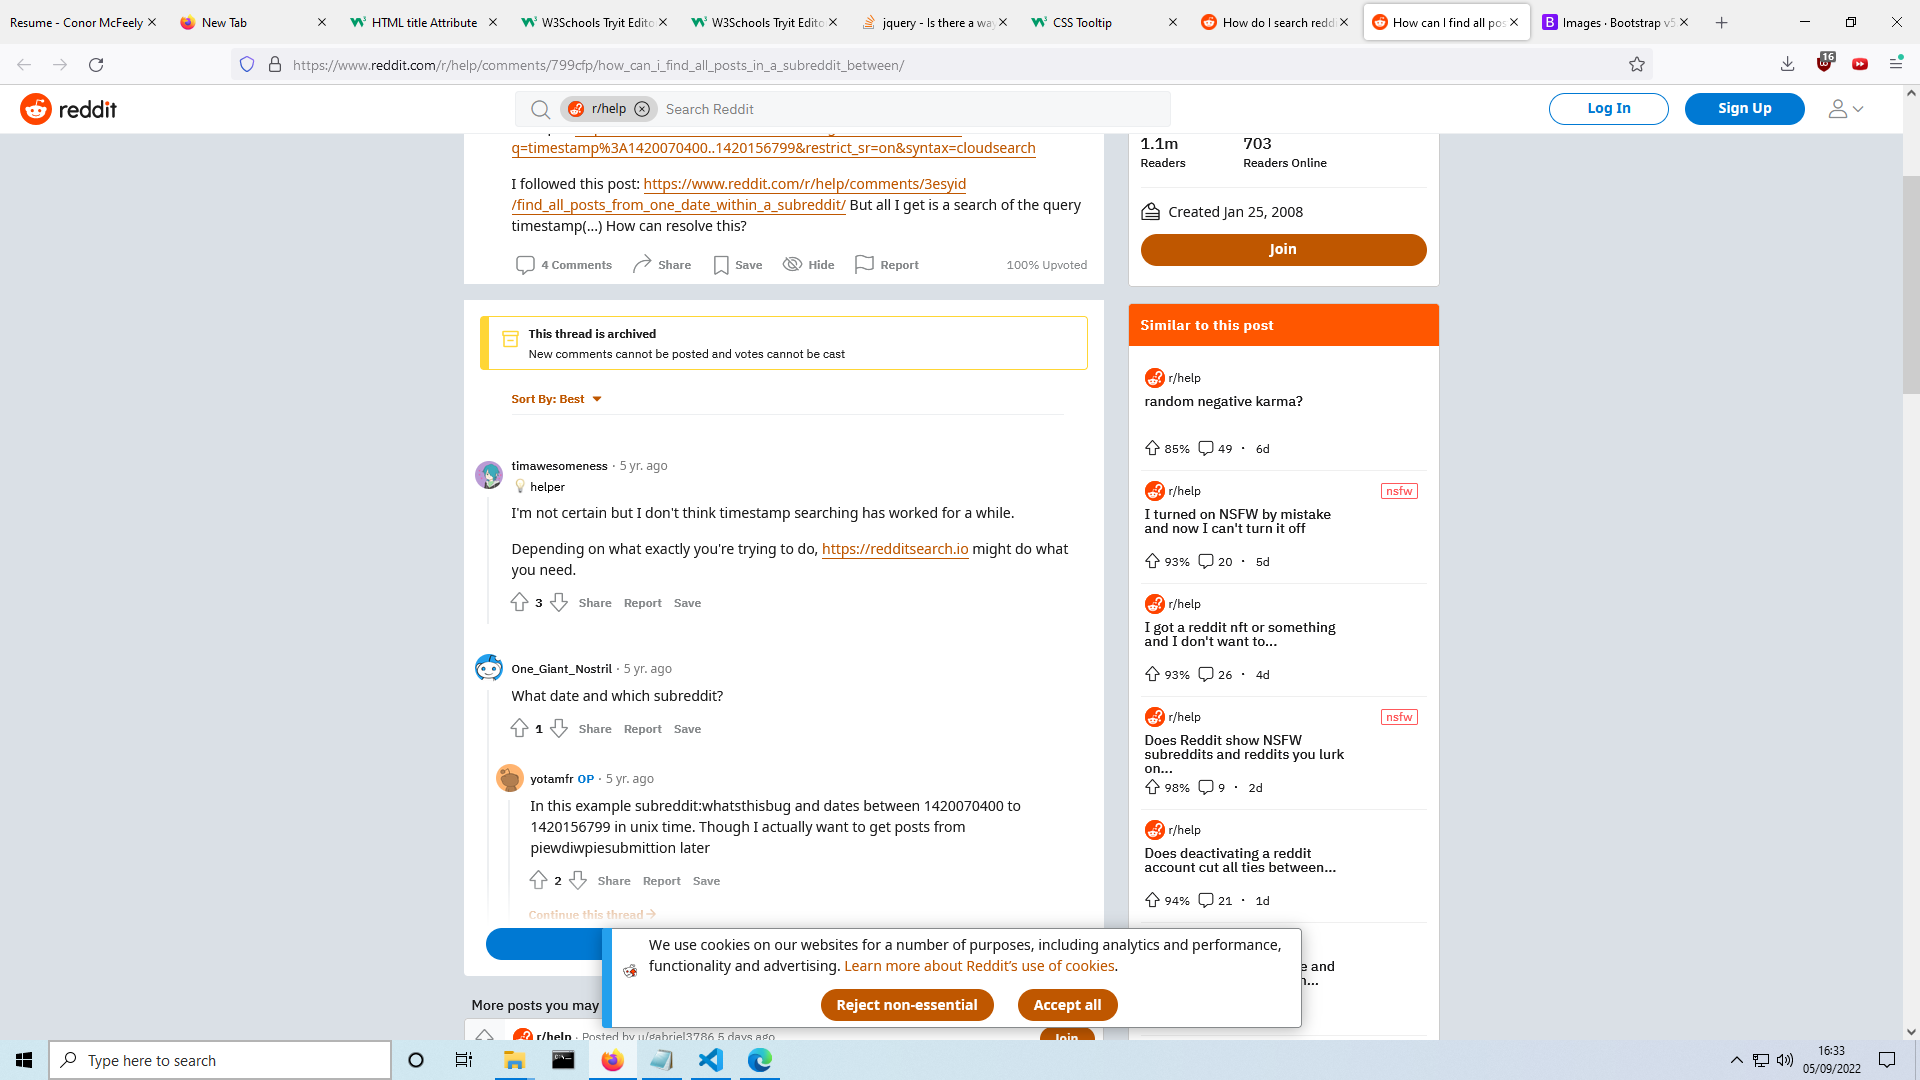 Resume - Conor McFeely
New Tab
HTML title Attribute
W3Schools Tryit Edito
W3Schools Tryit Edito
jquery - Is there a way
CSS Tooltip
How do I search reddi
How can I find all pos
Images · Bootstrap v5
https://www.reddit.com/r/help/comments/799cfp/how_can_i_find_all_posts_in_a_subreddit_between/
16
reddit
r/help
Search Reddit
Log In
Sign Up
q=timestamp%3A1420070400..1420156799&restrict_sr=on&syntax=cloudsearch
I followed this post: https://www.reddit.com/r/help/comments/3esyid
/find_all_posts_from_one_date_within_a_subreddit/ But all I get is a search of the query
timestamp(...) How can resolve this?
4 Comments
Share
Save
Hide
Report
100% Upvoted
This thread is archived
New comments cannot be posted and votes cannot be cast
Sort By: Best
timawesomeness · 5 yr. ago
helper
I'm not certain but I don't think timestamp searching has worked for a while.
Depending on what exactly you're trying to do, https://redditsearch.io might do what
you need.
3 Share Report Save
One_Giant_Nostril · 5 yr. ago
What date and which subreddit?
1 Share Report Save
yotamfr OP · 5 yr. ago
In this example subreddit:whatsthisbug and dates between 1420070400 to
1420156799 in unix time. Though I actually want to get posts from
piewdiwpiesubmittion later
2 Share Report Save
Continue this thread
More posts you may
r/help · Posted by u/gabriel3786 5 days ago
Join
1.1m
703
Readers
Readers Online
Created Jan 25, 2008
Join
Similar to this post
r/help
random negative karma?
85% 49 · 6d
r/help
nsfw
I turned on NSFW by mistake
and now I can't turn it off
93% 20 · 5d
r/help
I got a reddit nft or something
and I don't want to...
93% 26 · 4d
r/help
nsfw
Does Reddit show NSFW
subreddits and reddits you lurk
on...
98% 9 · 2d
r/help
Does deactivating a reddit
account cut all ties between...
94% 21 · 1d
e and
n...
We use cookies on our websites for a number of purposes, including analytics and performance,
functionality and advertising. Learn more about Reddit's use of cookies.
Reject non-essential
Accept all
Type here to search
16:33
05/09/2022